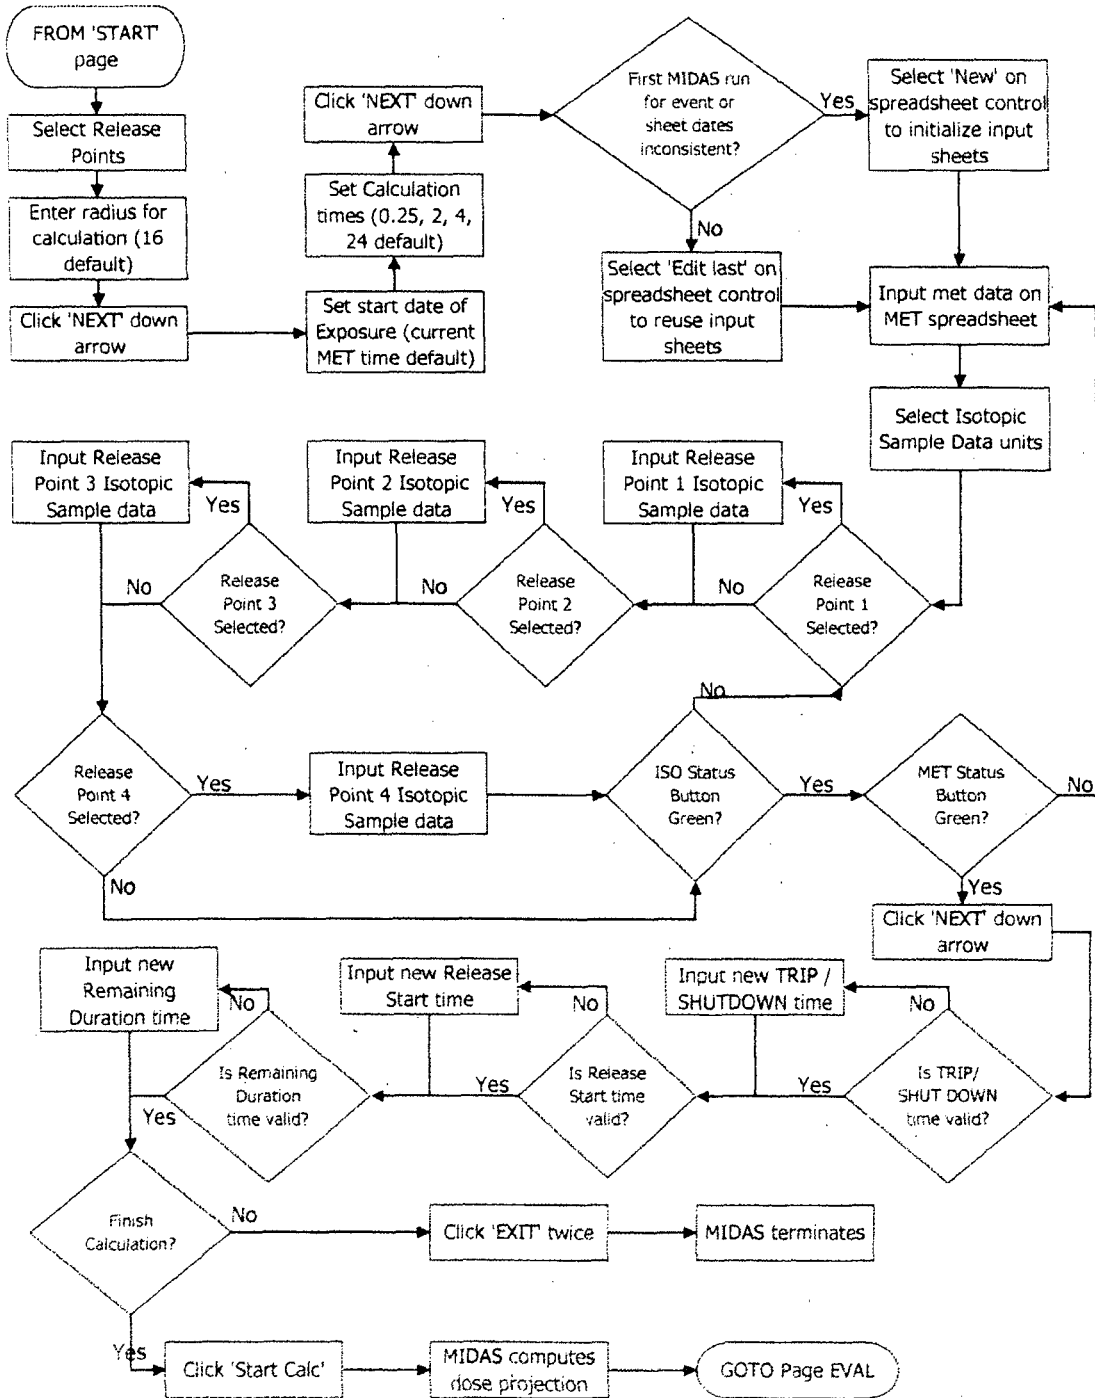 FROM 'START'
page
Select Release
Points
Enter radius for
calculation (16
default)
Click 'NEXT' down
arrow
Set start date of
Exposure (current
MET time default)
Set Calculation
times (0.25, 2, 4,
24 default)
Click 'NEXT' down
arrow
First MIDAS run
for event or
sheet dates
inconsistent?
Yes
No
Select 'New' on
spreadsheet control
to initialize input
sheets
Select 'Edit last' on
spreadsheet control
to reuse input
sheets
Input met data on
MET spreadsheet
Select Isotopic
Sample Data units
Release
Point 1
Selected?
Yes
No
Input Release
Point 1 Isotopic
Sample data
Release
Point 2
Selected?
Yes
No
Input Release
Point 2 Isotopic
Sample data
Release
Point 3
Selected?
Yes
No
Input Release
Point 3 Isotopic
Sample data
Release
Point 4
Selected?
Yes
No
Input Release
Point 4 Isotopic
Sample data
ISO Status
Button
Green?
No
Yes
MET Status
Button
Green?
No
Yes
Click 'NEXT' down
arrow
Is TRIP/
SHUT DOWN
time valid?
No
Yes
Input new TRIP /
SHUTDOWN time
Is Release
Start time
valid?
No
Yes
Input new Release
Start time
Is Remaining
Duration
time valid?
No
Yes
Input new
Remaining
Duration time
Finish
Calculation?
No
Yes
Click 'EXIT' twice
MIDAS terminates
Click 'Start Calc'
MIDAS computes
dose projection
GOTO Page EVAL